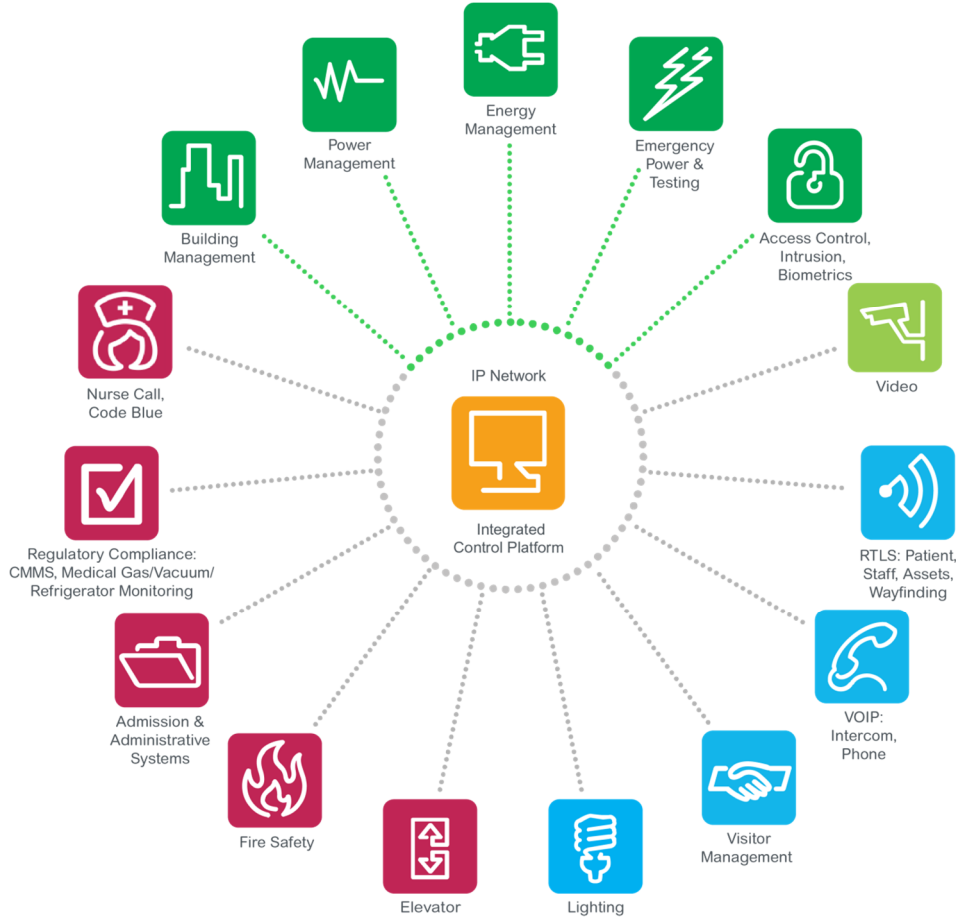 Energy
Management
Power
Management
Emergency
Power &
Testing
Building
Management
Access Control,
Intrusion,
Biometrics
Nurse Call,
Code Blue
IP Network
Video
Integrated
Control Platform
Regulatory Compliance:
CMMS, Medical Gas/Vacuum/
Refrigerator Monitoring
RTLS: Patient,
Staff, Assets,
Wayfinding
Admission &
Administrative
Systems
VOIP:
Intercom,
Phone
Fire Safety
Visitor
Management
Elevator
Lighting